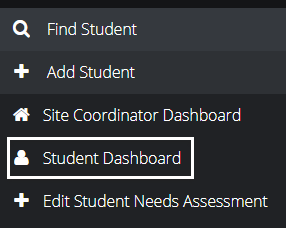 Find Student
Add Student
Site Coordinator Dashboard
Student Dashboard
Edit Student Needs Assessment